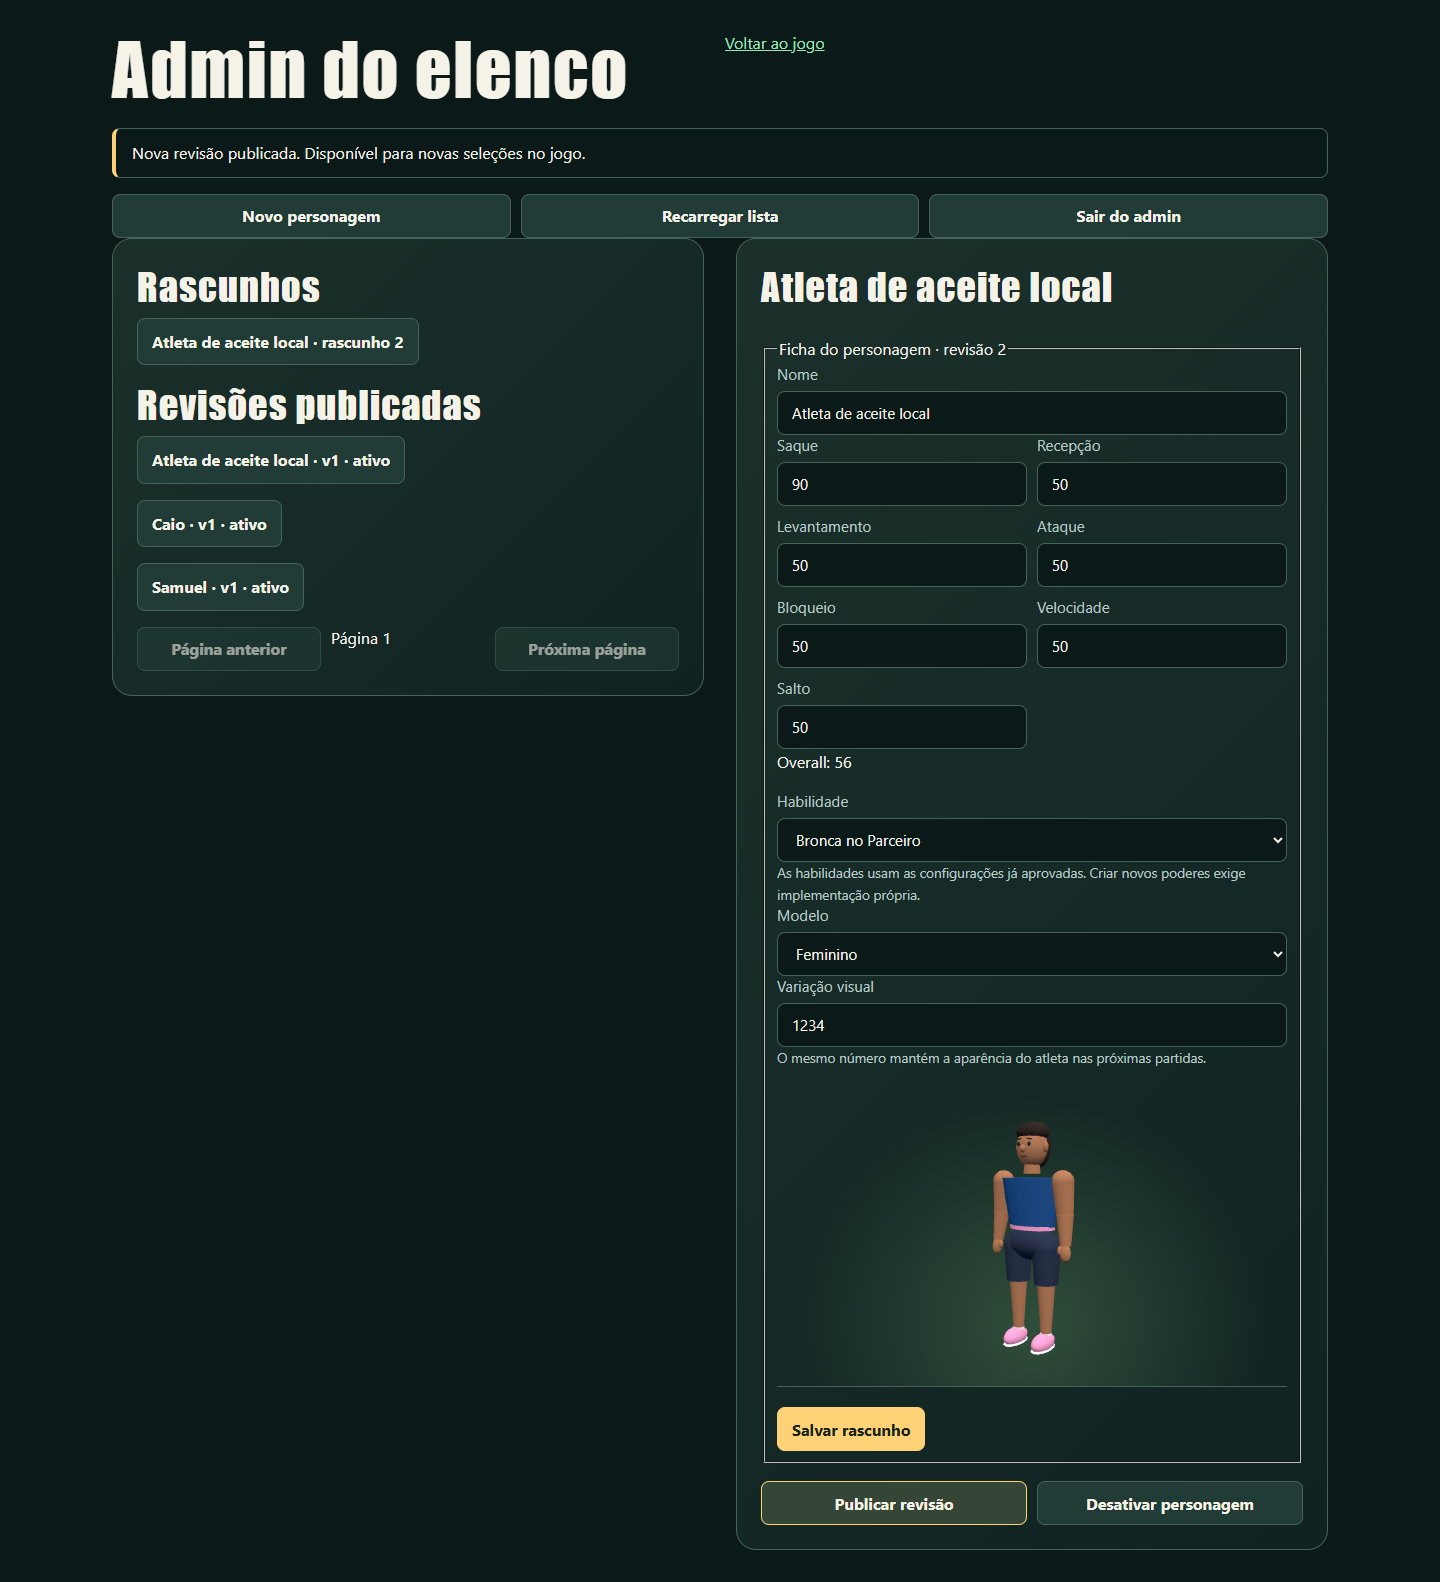 Admin do elenco
Voltar ao jogo
Nova revisão publicada. Disponível para novas seleções no jogo.
Novo personagem
Recarregar lista
Sair do admin
Rascunhos
Atleta de aceite local · rascunho 2
Revisões publicadas
Atleta de aceite local · v1 · ativo
Caio · v1 · ativo
Samuel · v1 · ativo
Página anterior
Página 1
Próxima página
Atleta de aceite local
Ficha do personagem · revisão 2
Nome
Atleta de aceite local
Saque
Recepção
90
50
Levantamento
Ataque
50
50
Bloqueio
Velocidade
50
50
Salto
50
Overall: 56
Habilidade
Bronca no Parceiro
As habilidades usam as configurações já aprovadas. Criar novos poderes exige
implementação própria.
Modelo
Feminino
Variação visual
1234
O mesmo número mantém a aparência do atleta nas próximas partidas.
Salvar rascunho
Publicar revisão
Desativar personagem